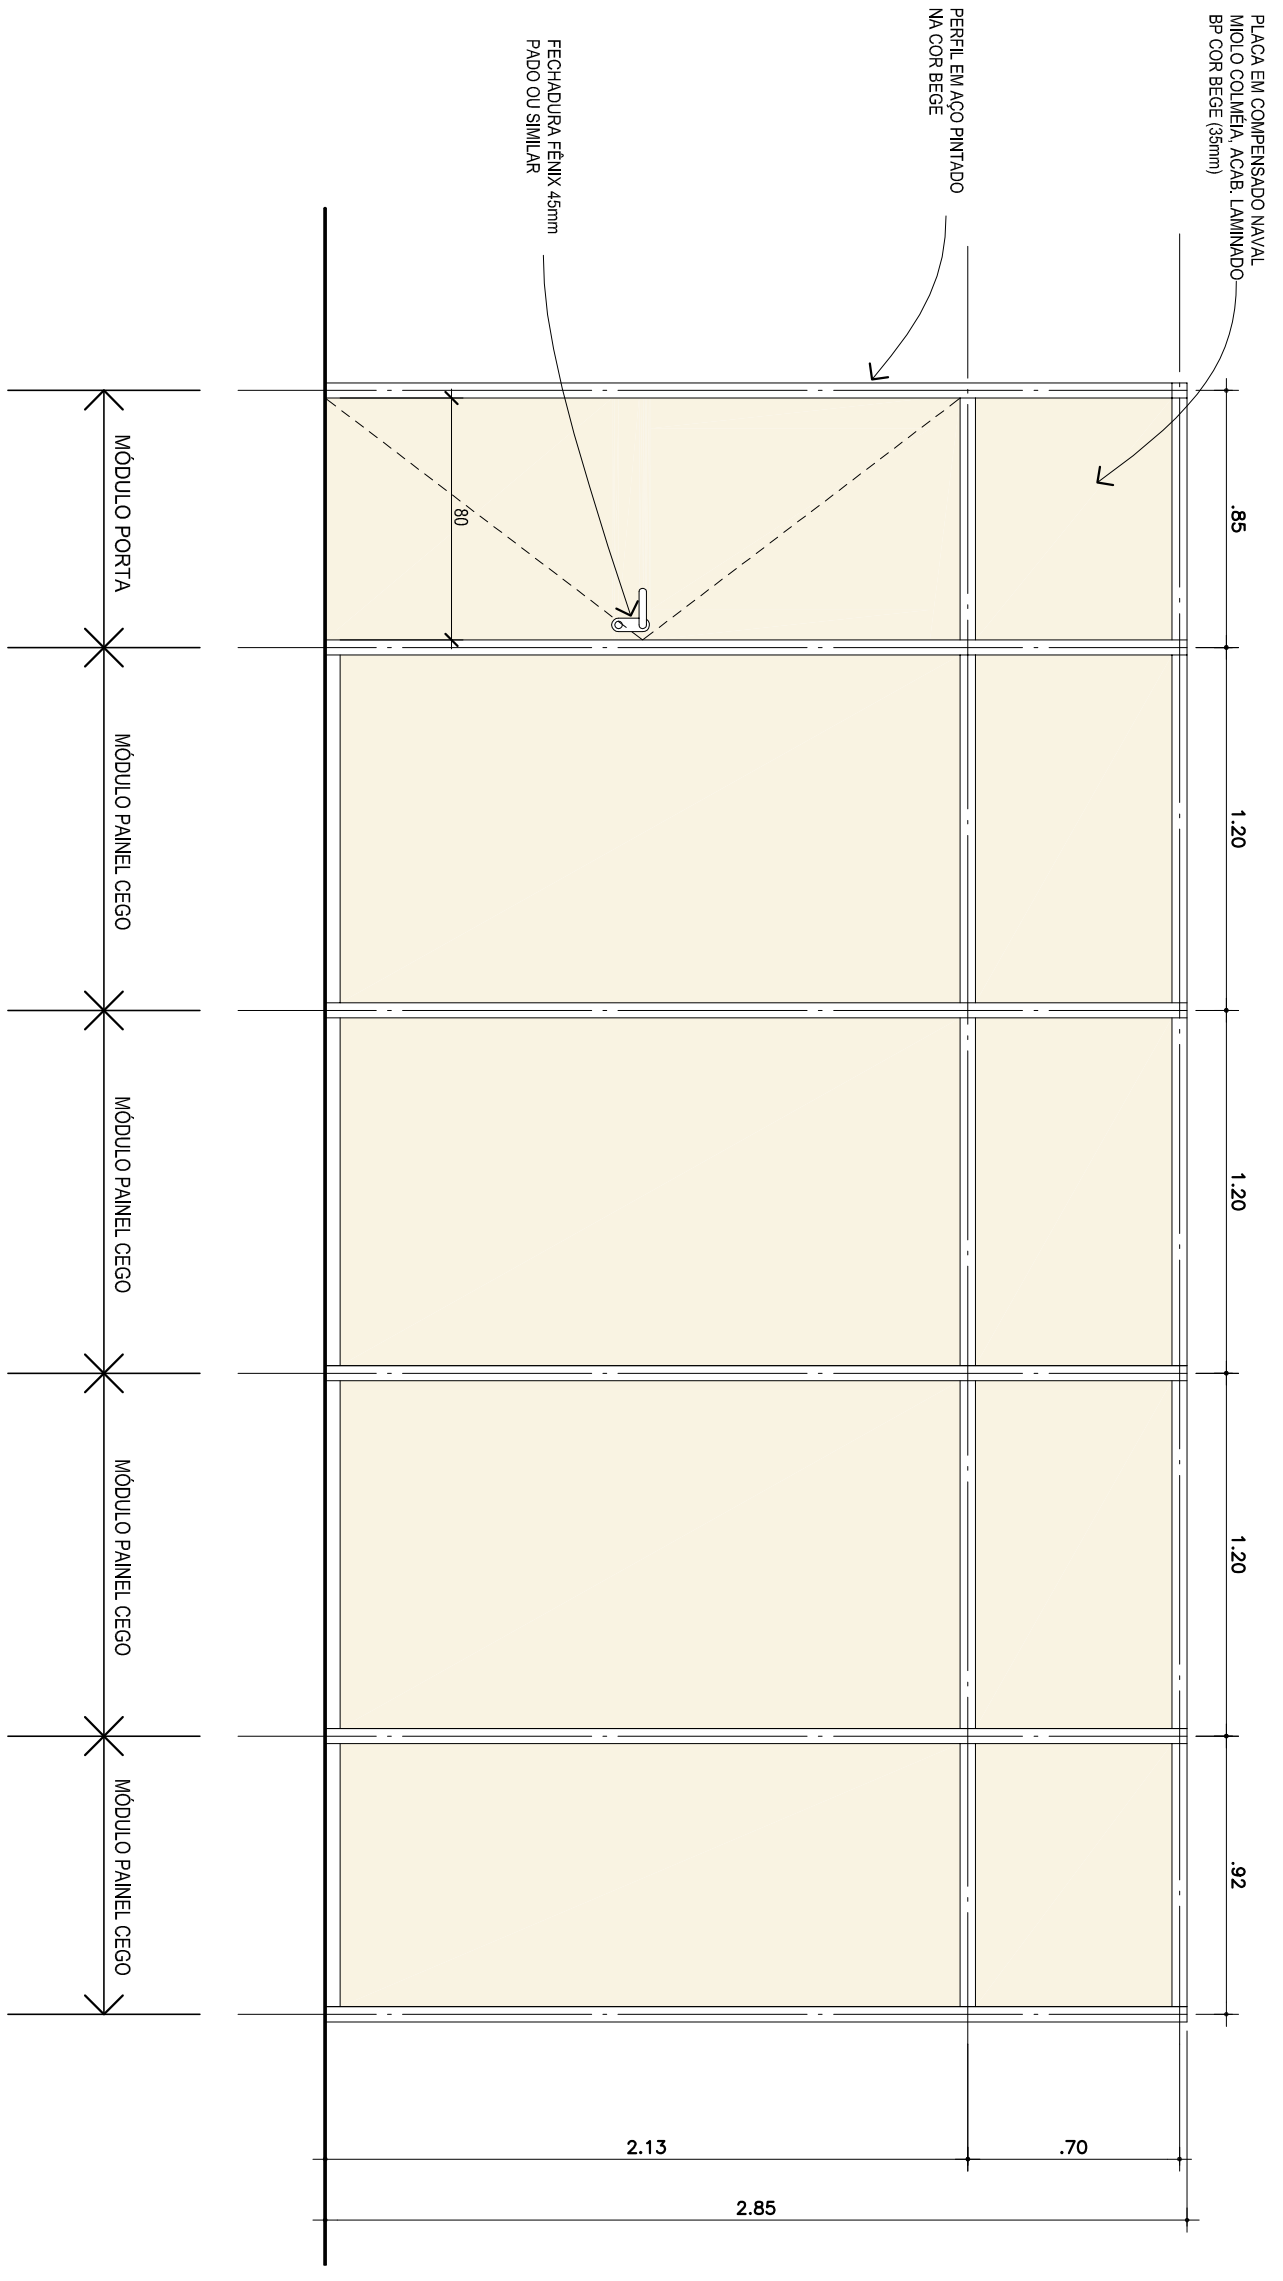 PLACA EM COMPENSADO NAVAL
MIOLO COLMÉIA, ACAB. LAMINADO
BP COR BEGE (35mm)
PERFIL EM AÇO PINTADO
NA COR BEGE
FECHADURA FÊNIX 45mm
PADO OU SIMILAR
.85
1.20
1.20
1.20
.92
80
.70
2.13
2.85
MÓDULO PORTA
MÓDULO PAINEL CEGO
MÓDULO PAINEL CEGO
MÓDULO PAINEL CEGO
MÓDULO PAINEL CEGO